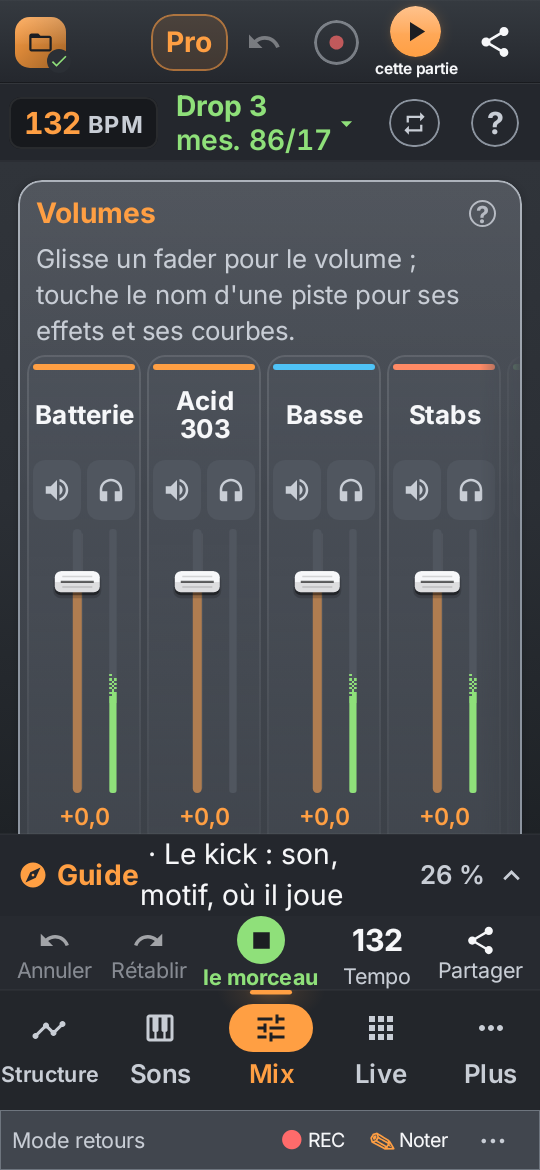 Pro
cette partie
132 BPM
Drop 3
mes. 86/17
?
Volumes
?
Glisse un fader pour le volume ;
touche le nom d'une piste pour ses
effets et ses courbes.
Batterie
Acid
303
Basse
Stabs
+0,0
+0,0
+0,0
+0,0
Guide
· Le kick : son,
motif, où il joue
26 %
Annuler
Rétablir
le morceau
132
Tempo
Partager
Structure
Sons
Mix
Live
Plus
Mode retours
REC
Noter